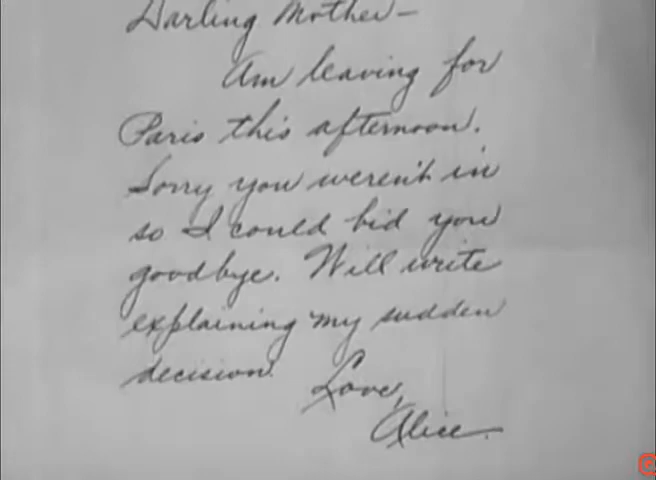 Darling Mother—
Am leaving for
Paris this afternoon.
Sorry you weren't in
so I could bid you
goodbye. Will write
explaining my sudden
decision.
Love,
Alice.